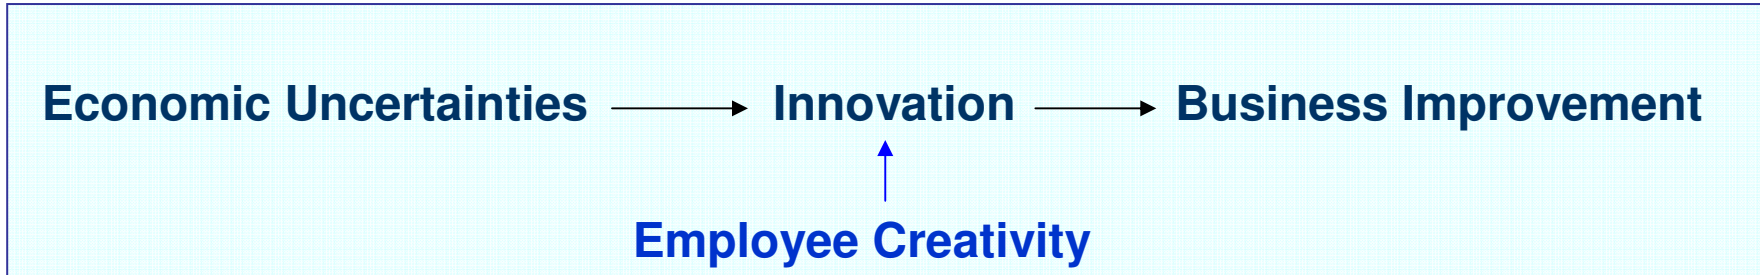 Economic Uncertainties Innovation Business Improvement
Employee Creativity